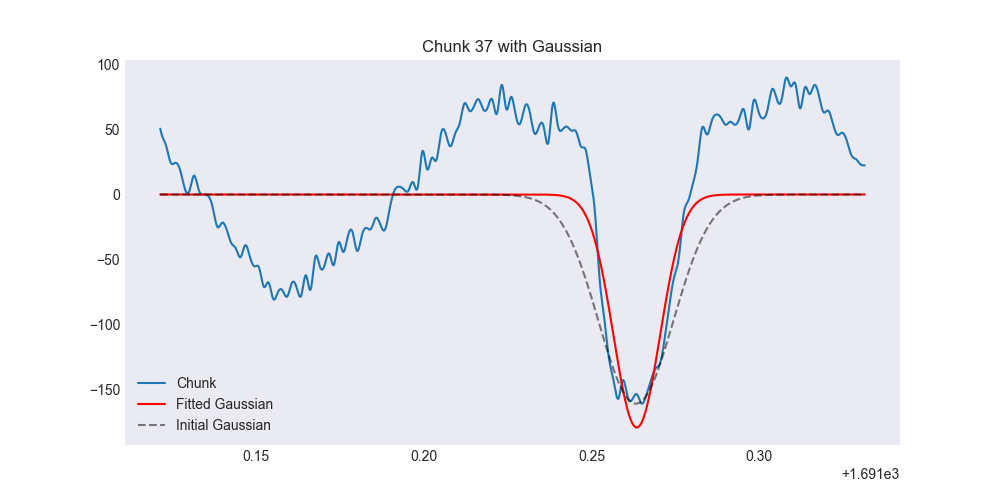 Chunk 37 with Gaussian
100
50
0
−50
−100
−150
Chunk
Fitted Gaussian
Initial Gaussian
0.15 0.20 0.25 0.30
+1.691e3